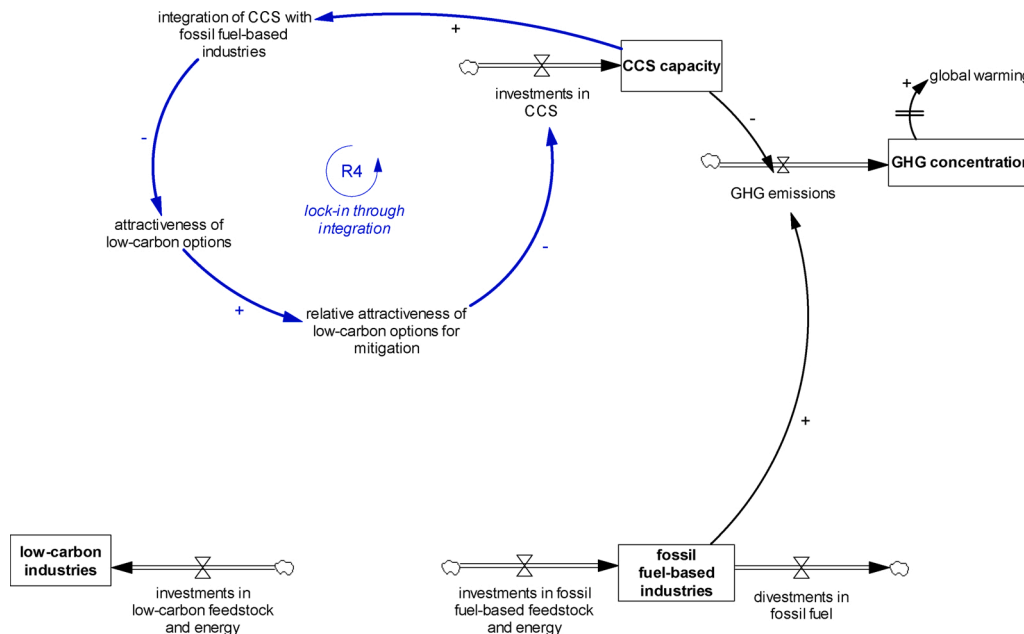 integration of CCS with
fossil fuel-based
industries
+
CCS capacity
investments in
CCS
+
global warming
-
-
GHG concentration
R4
GHG emissions
lock-in through
integration
attractiveness of
low-carbon options
-
+
relative attractiveness of
low-carbon options for
mitigation
+
low-carbon
industries
fossil
fuel-based
industries
investments in
low-carbon feedstock
and energy
investments in fossil
fuel-based feedstock
and energy
divestments in
fossil fuel